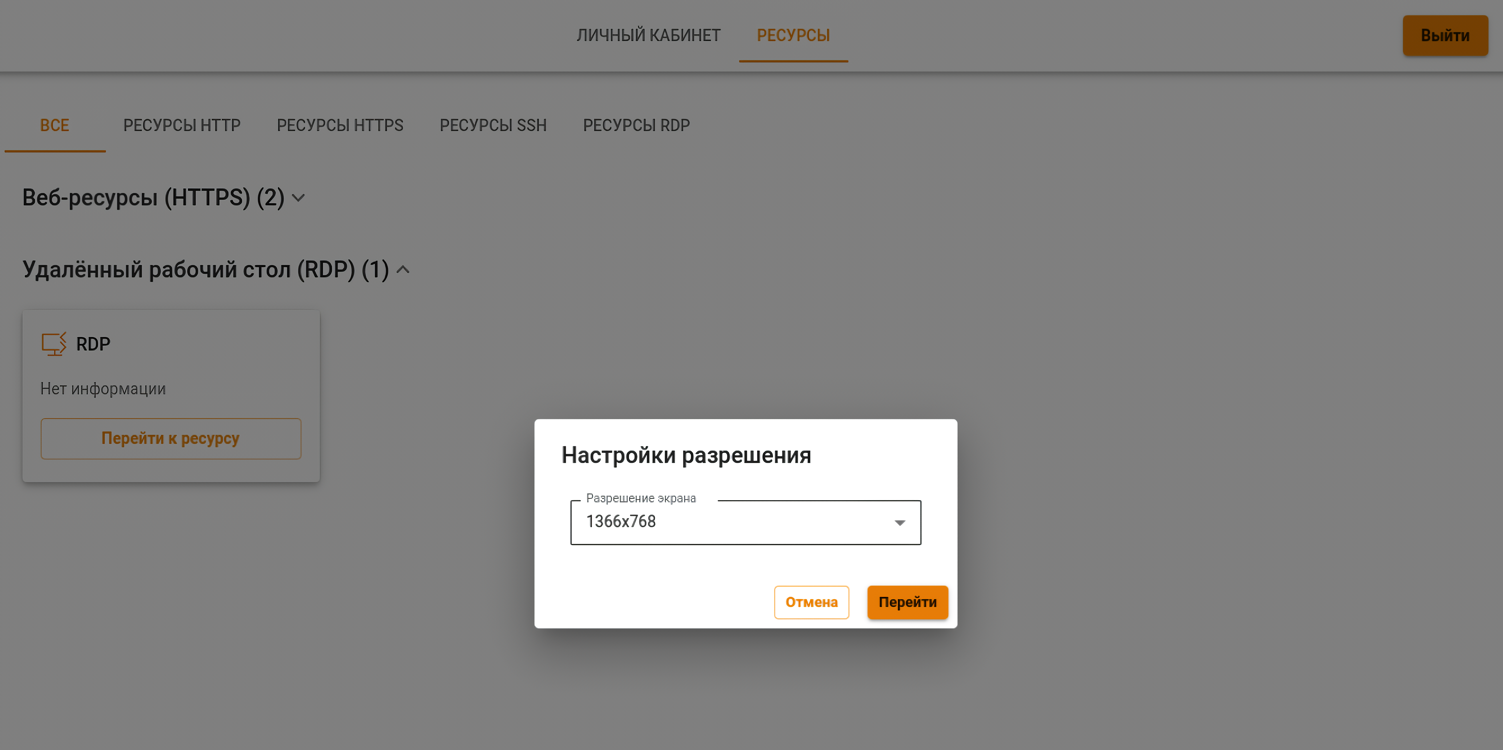 ЛИЧНЫЙ КАБИНЕТ РЕСУРСЫ Выйти
ВСЕ РЕСУРСЫ HTTP РЕСУРСЫ HTTPS РЕСУРСЫ SSH РЕСУРСЫ RDP
Веб-ресурсы (HTTPS) (2)
Удалённый рабочий стол (RDP) (1)
RDP
Нет информации
Перейти к ресурсу
Настройки разрешения
Разрешение экрана
1366x768
Отмена Перейти